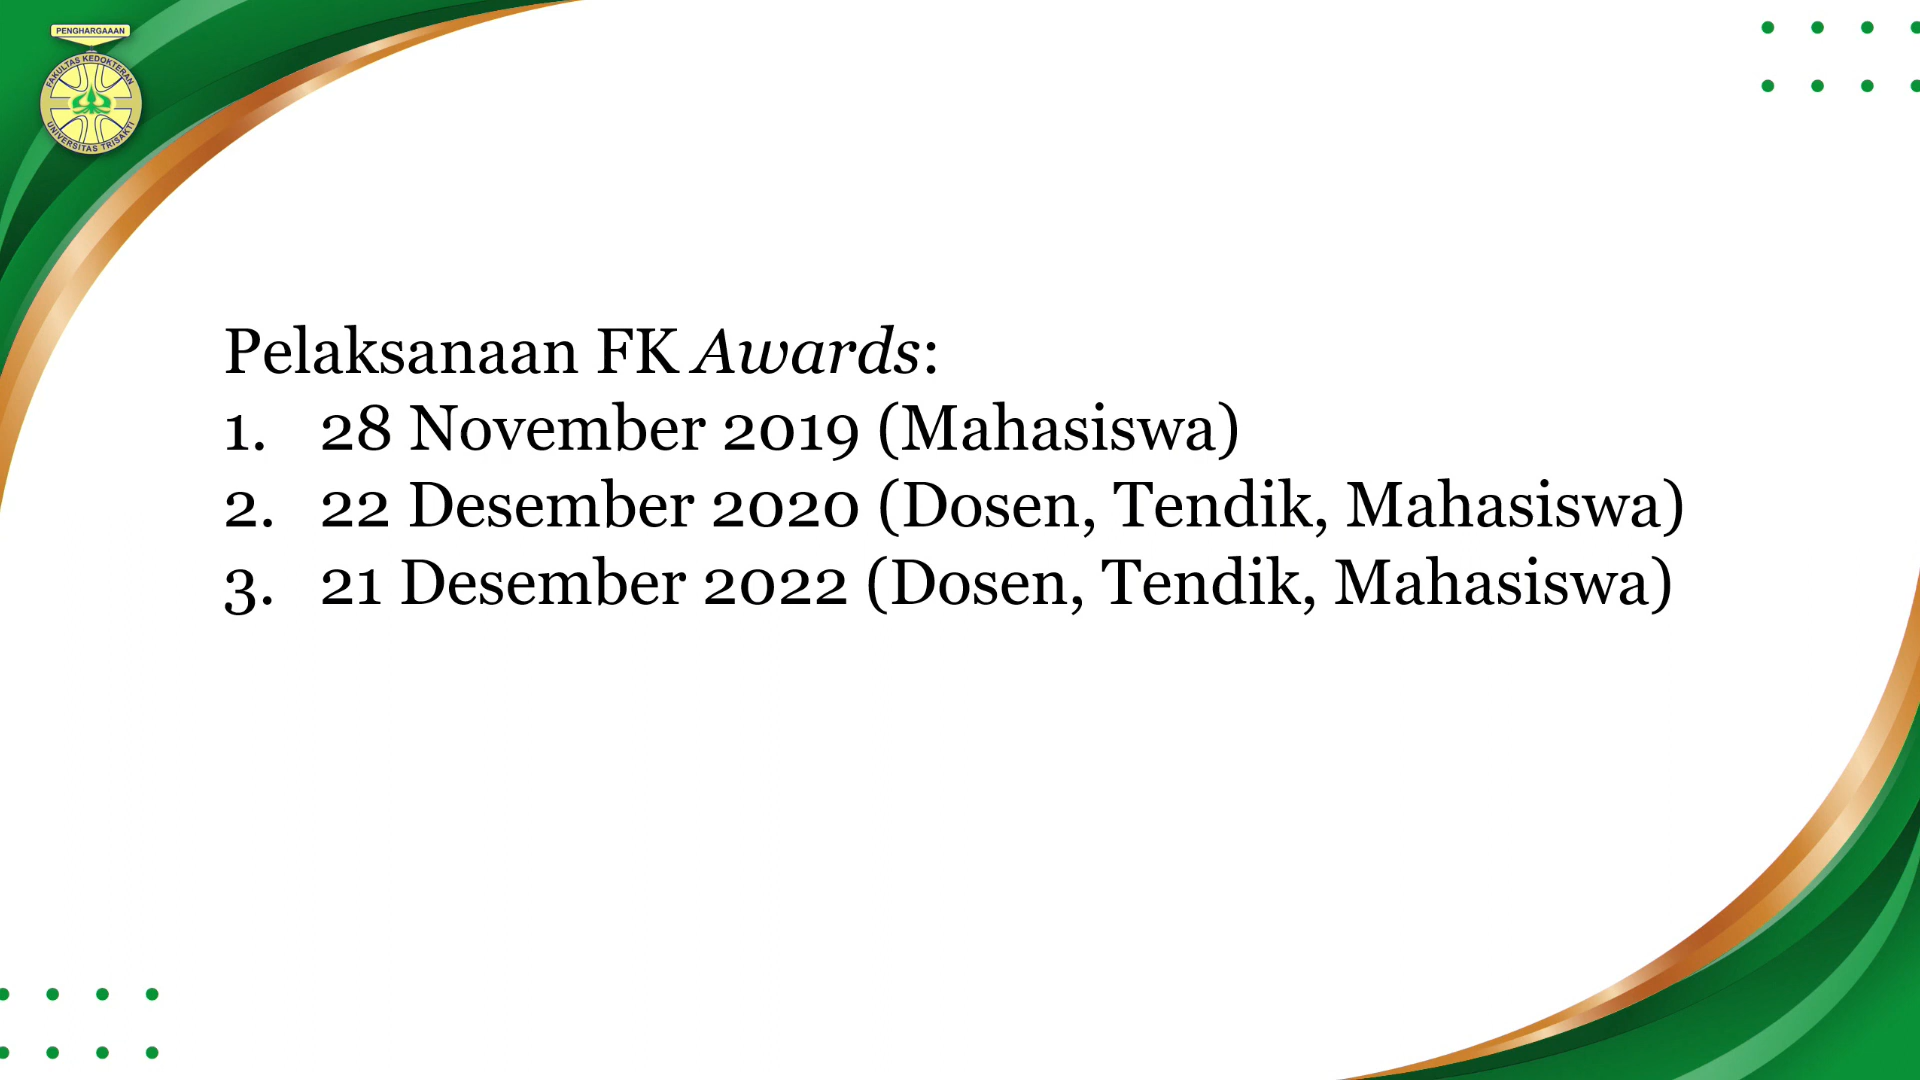 PENGHARGAAAN
FAKULTAS KEDOKTERAN
UNIVERSITAS TRISAKTI
Pelaksanaan FK Awards:
1. 28 November 2019 (Mahasiswa)
2. 22 Desember 2020 (Dosen, Tendik, Mahasiswa)
3. 21 Desember 2022 (Dosen, Tendik, Mahasiswa)